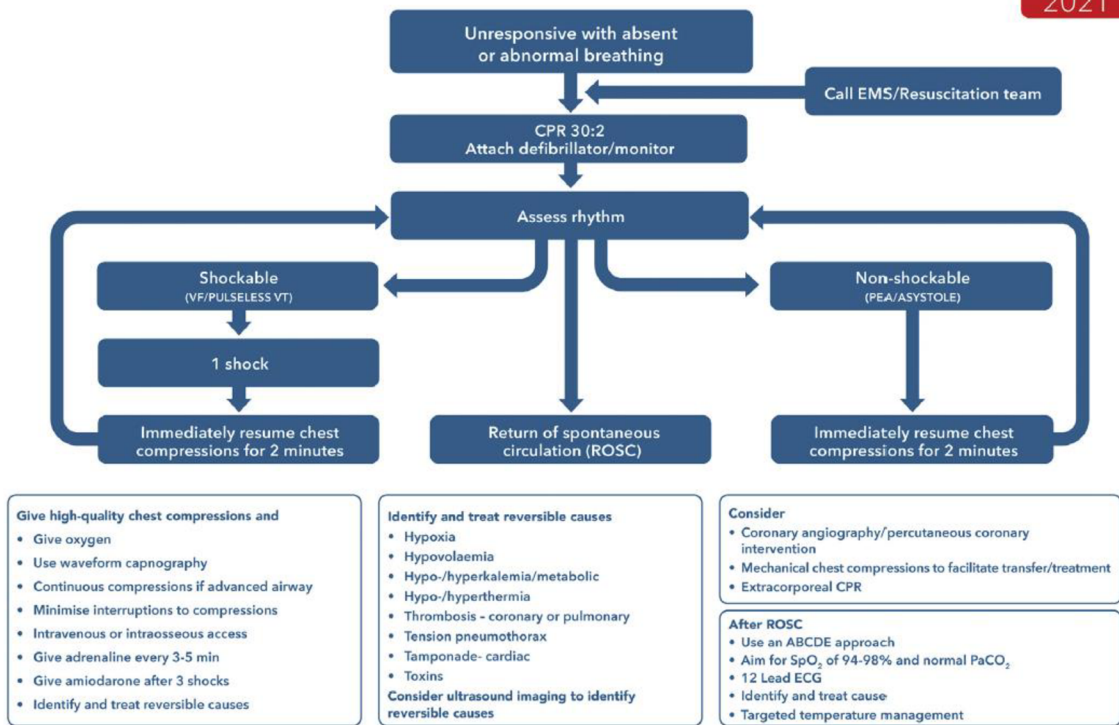 2021
Unresponsive with absent
or abnormal breathing
Call EMS/Resuscitation team
CPR 30:2
Attach defibrillator/monitor
Assess rhythm
Shockable
(VF/PULSELESS VT)
Non-shockable
(PEA/ASYSTOLE)
1 shock
Immediately resume chest
compressions for 2 minutes
Return of spontaneous
circulation (ROSC)
Immediately resume chest
compressions for 2 minutes
Give high-quality chest compressions and
• Give oxygen
• Use waveform capnography
• Continuous compressions if advanced airway
• Minimise interruptions to compressions
• Intravenous or intraosseous access
• Give adrenaline every 3-5 min
• Give amiodarone after 3 shocks
• Identify and treat reversible causes
Identify and treat reversible causes
• Hypoxia
• Hypovolaemia
• Hypo-/hyperkalemia/metabolic
• Hypo-/hyperthermia
• Thrombosis - coronary or pulmonary
• Tension pneumothorax
• Tamponade- cardiac
• Toxins
Consider ultrasound imaging to identify
reversible causes
Consider
• Coronary angiography/percutaneous coronary
intervention
• Mechanical chest compressions to facilitate transfer/treatment
• Extracorporeal CPR
After ROSC
• Use an ABCDE approach
• Aim for SpO₂ of 94-98% and normal PaCO₂
• 12 Lead ECG
• Identify and treat cause
• Targeted temperature management